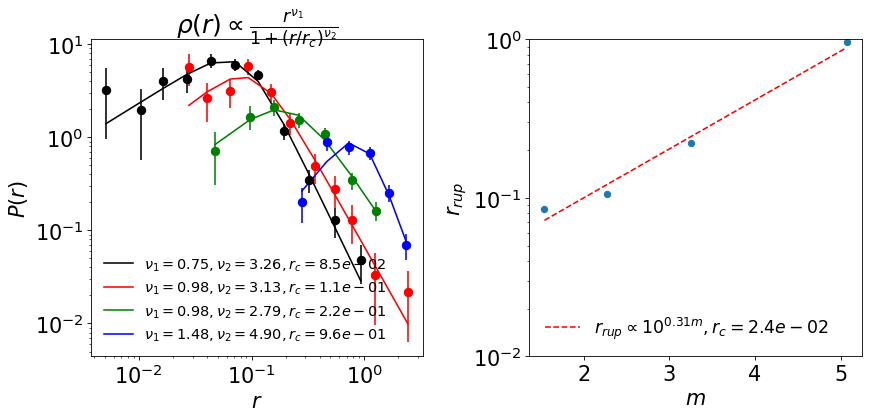 ρ(r) ∝ r^ν₁ / 1 + (r/r_c)^ν₂
P(r)
10¹
10⁰
10⁻¹
10⁻²
ν₁ = 0.75, ν₂ = 3.26, r_c = 8.5e − 02
ν₁ = 0.98, ν₂ = 3.13, r_c = 1.1e − 01
ν₁ = 0.98, ν₂ = 2.79, r_c = 2.2e − 01
ν₁ = 1.48, ν₂ = 4.90, r_c = 9.6e − 01
10⁻² 10⁻¹ 10⁰
r
r_rup
10⁰
10⁻¹
10⁻²
r_rup ∝ 10^0.31m, r_c = 2.4e − 02
2 3 4 5
m